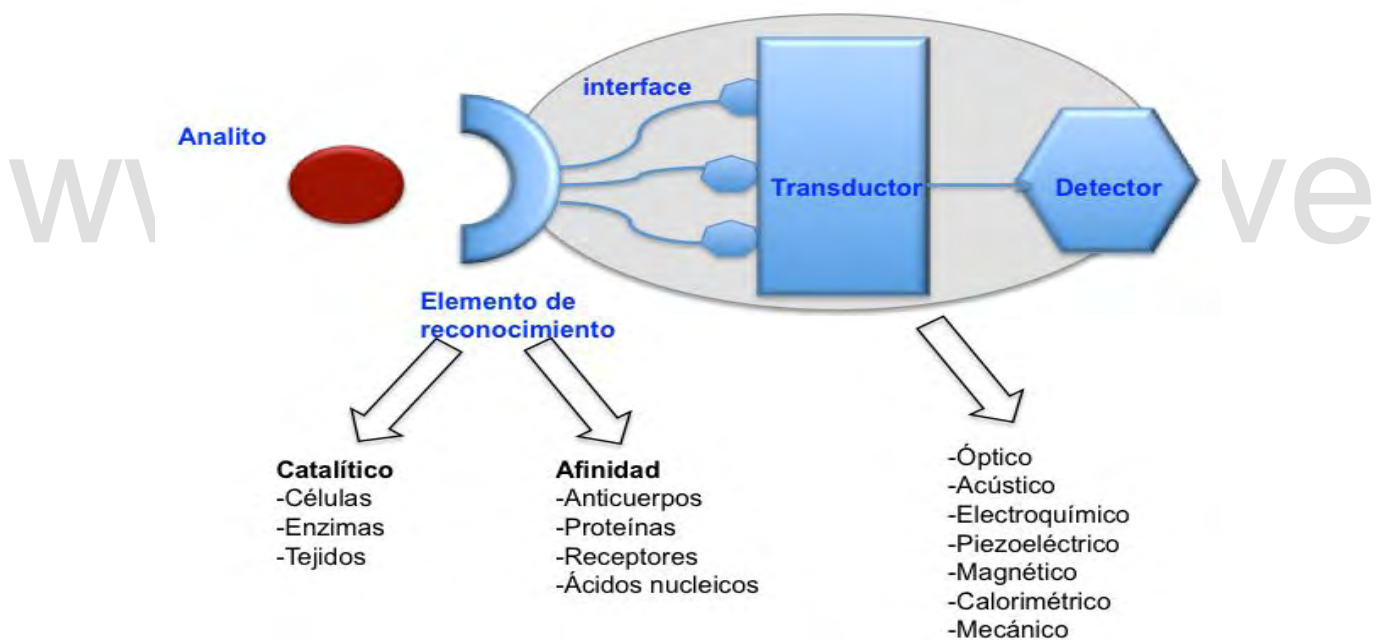 interface
Analito
Transductor
Detector
Elemento de
reconocimiento
Catalítico
-Células
-Enzimas
-Tejidos
Afinidad
-Anticuerpos
-Proteínas
-Receptores
-Ácidos nucleicos
-Óptico
-Acústico
-Electroquímico
-Piezoeléctrico
-Magnético
-Calorimétrico
-Mecánico